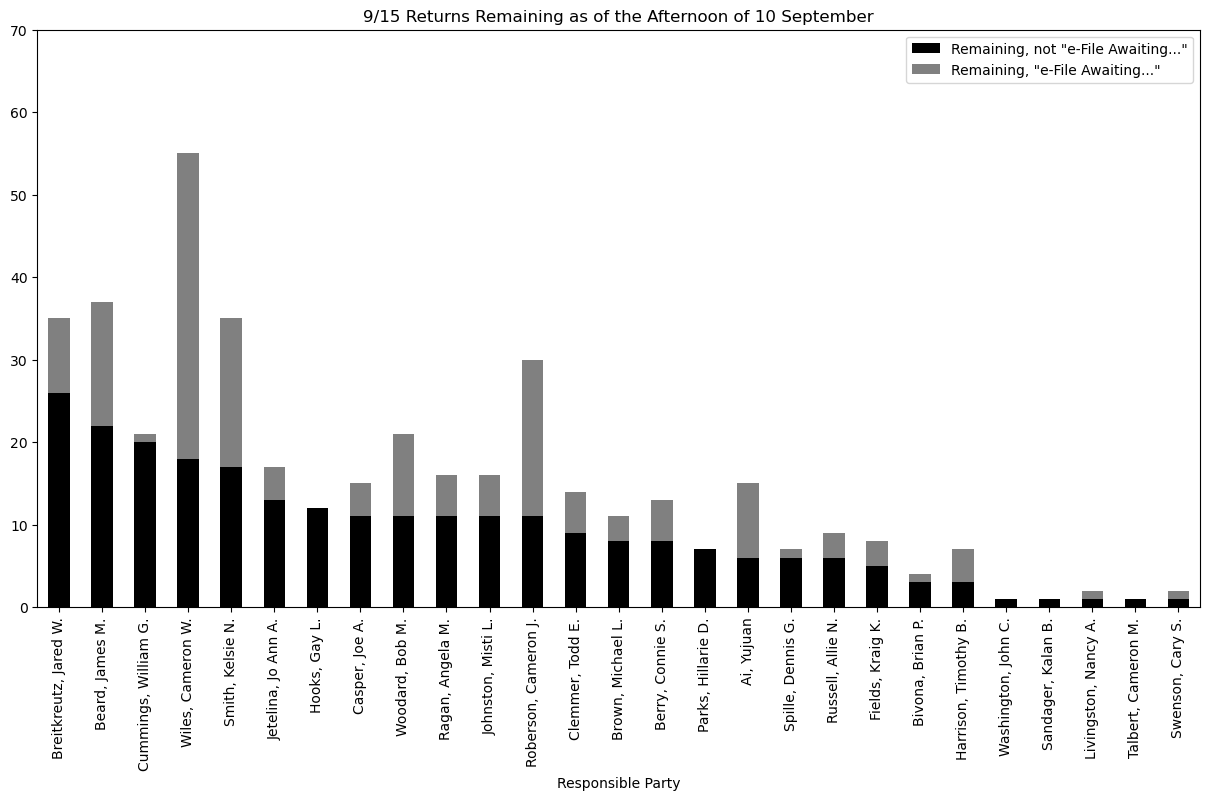 9/15 Returns Remaining as of the Afternoon of 10 September
Remaining, not "e-File Awaiting..."
Remaining, "e-File Awaiting..."
70
60
50
40
30
20
10
0
Breitkreutz, Jared W.
Beard, James M.
Cummings, William G.
Wiles, Cameron W.
Smith, Kelsie N.
Jetelina, Jo Ann A.
Hooks, Gay L.
Casper, Joe A.
Woodard, Bob M.
Ragan, Angela M.
Johnston, Misti L.
Roberson, Cameron J.
Clemmer, Todd E.
Brown, Michael L.
Berry, Connie S.
Parks, Hillarie D.
Ai, Yujuan
Spille, Dennis G.
Russell, Allie N.
Fields, Kraig K.
Bivona, Brian P.
Harrison, Timothy B.
Washington, John C.
Sandager, Kalan B.
Livingston, Nancy A.
Talbert, Cameron M.
Swenson, Cary S.
Responsible Party